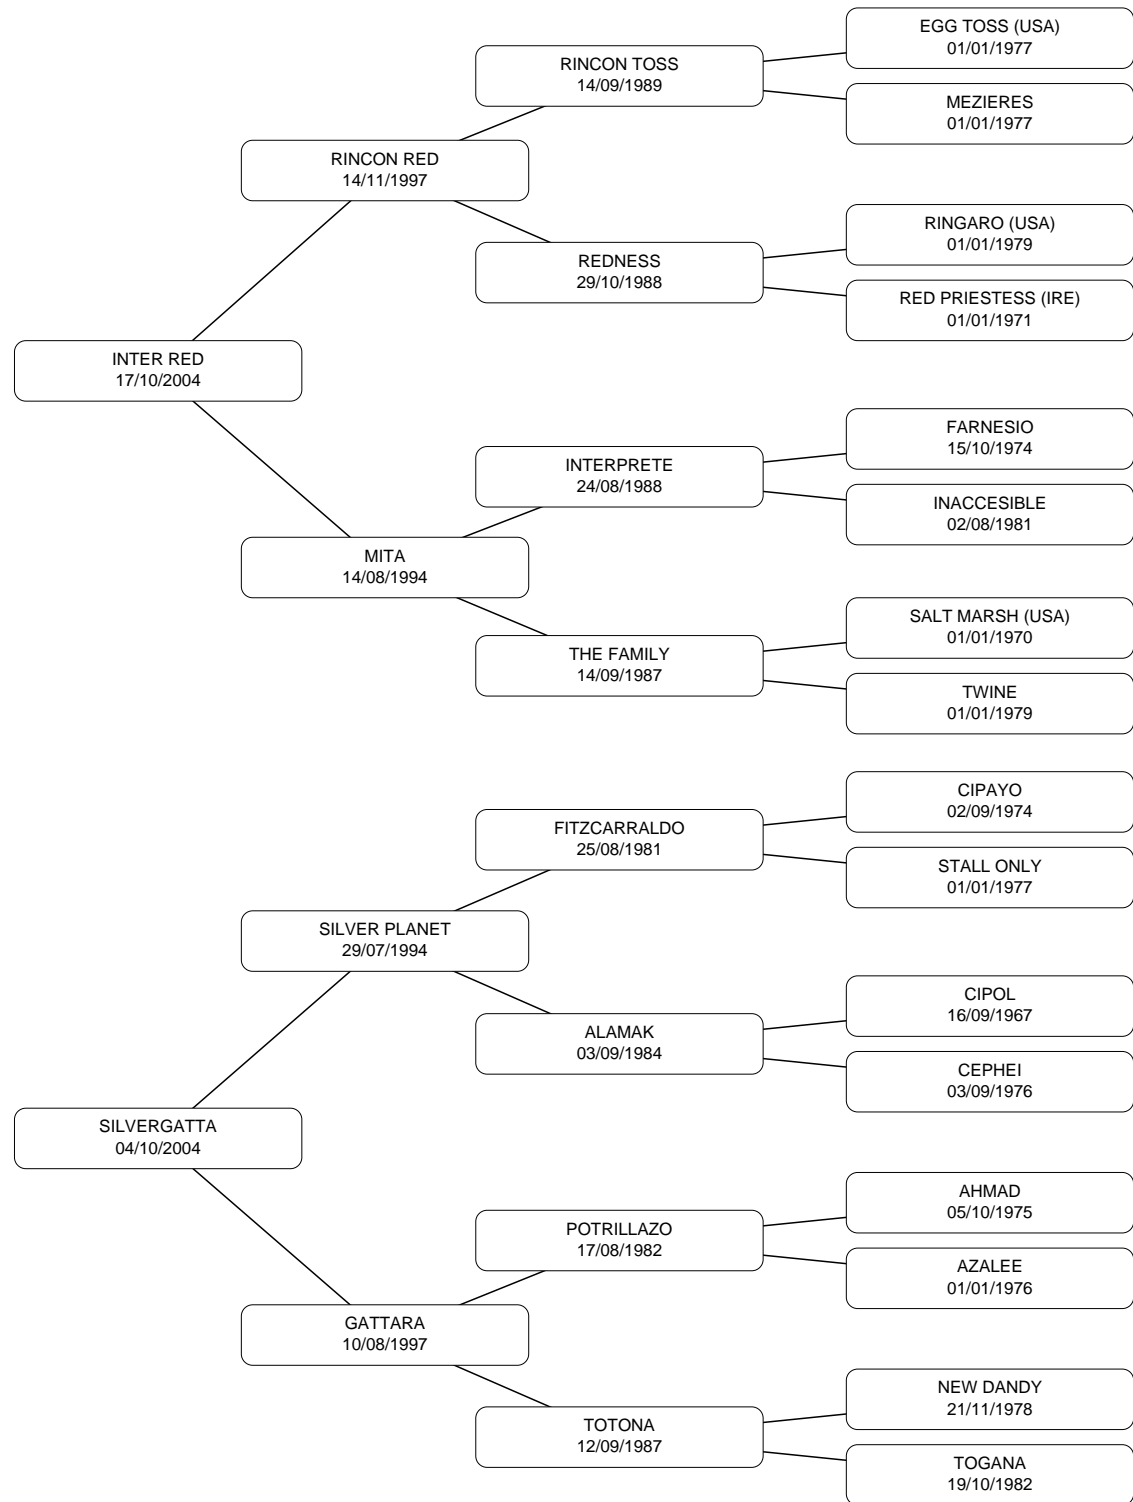 EGG TOSS (USA)
01/01/1977
RINCON TOSS
14/09/1989
MEZIERES
01/01/1977
RINCON RED
14/11/1997
RINGARO (USA)
01/01/1979
REDNESS
29/10/1988
RED PRIESTESS (IRE)
01/01/1971
INTER RED
17/10/2004
FARNESIO
15/10/1974
INTERPRETE
24/08/1988
INACCESIBLE
02/08/1981
MITA
14/08/1994
SALT MARSH (USA)
01/01/1970
THE FAMILY
14/09/1987
TWINE
01/01/1979
CIPAYO
02/09/1974
FITZCARRALDO
25/08/1981
STALL ONLY
01/01/1977
SILVER PLANET
29/07/1994
CIPOL
16/09/1967
ALAMAK
03/09/1984
CEPHEI
03/09/1976
SILVERGATTA
04/10/2004
AHMAD
05/10/1975
POTRILLAZO
17/08/1982
AZALEE
01/01/1976
GATTARA
10/08/1997
NEW DANDY
21/11/1978
TOTONA
12/09/1987
TOGANA
19/10/1982